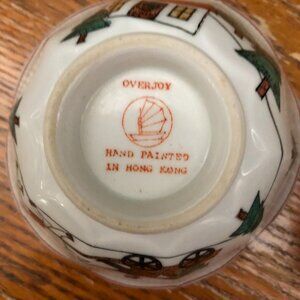 OVERJOY
HAND PAINTED
IN HONG KONG